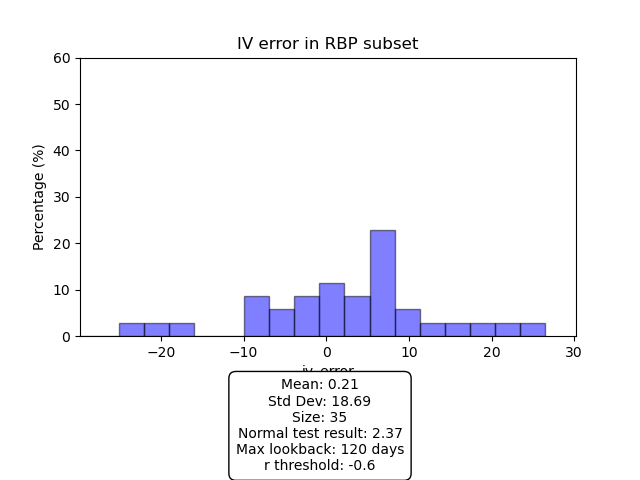 IV error in RBP subset
60
50
40
30
20
10
0
Percentage (%)
−20
−10
0
10
20
30
iv_error
Mean: 0.21
Std Dev: 18.69
Size: 35
Normal test result: 2.37
Max lookback: 120 days
r threshold: -0.6